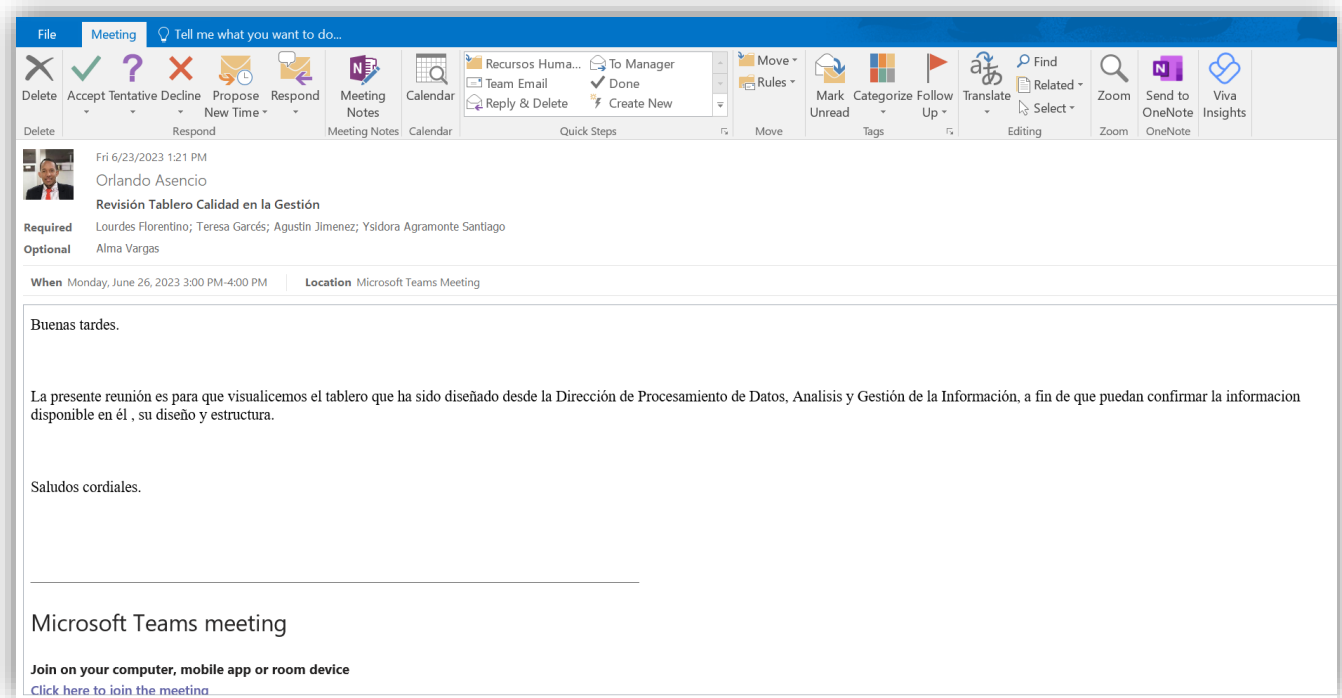 File Meeting Tell me what you want to do...
Delete Accept Tentative Decline Propose New Time Respond Meeting Notes Calendar
Recursos Huma... To Manager
Team Email Done
Reply & Delete Create New
Move
Rules
Mark Unread Categorize Follow Up Translate
Find
Related
Select
Zoom Send to OneNote Viva Insights
Delete Respond Meeting Notes Calendar Quick Steps Move Tags Editing Zoom OneNote
Fri 6/23/2023 1:21 PM
Orlando Asencio
Revisión Tablero Calidad en la Gestión
Required Lourdes Florentino; Teresa Garcés; Agustin Jimenez; Ysidora Agramonte Santiago
Optional Alma Vargas
When Monday, June 26, 2023 3:00 PM-4:00 PM Location Microsoft Teams Meeting
Buenas tardes.
La presente reunión es para que visualicemos el tablero que ha sido diseñado desde la Dirección de Procesamiento de Datos, Analisis y Gestión de la Información, a fin de que puedan confirmar la informacion
disponible en él , su diseño y estructura.
Saludos cordiales.
Microsoft Teams meeting
Join on your computer, mobile app or room device
Click here to join the meeting